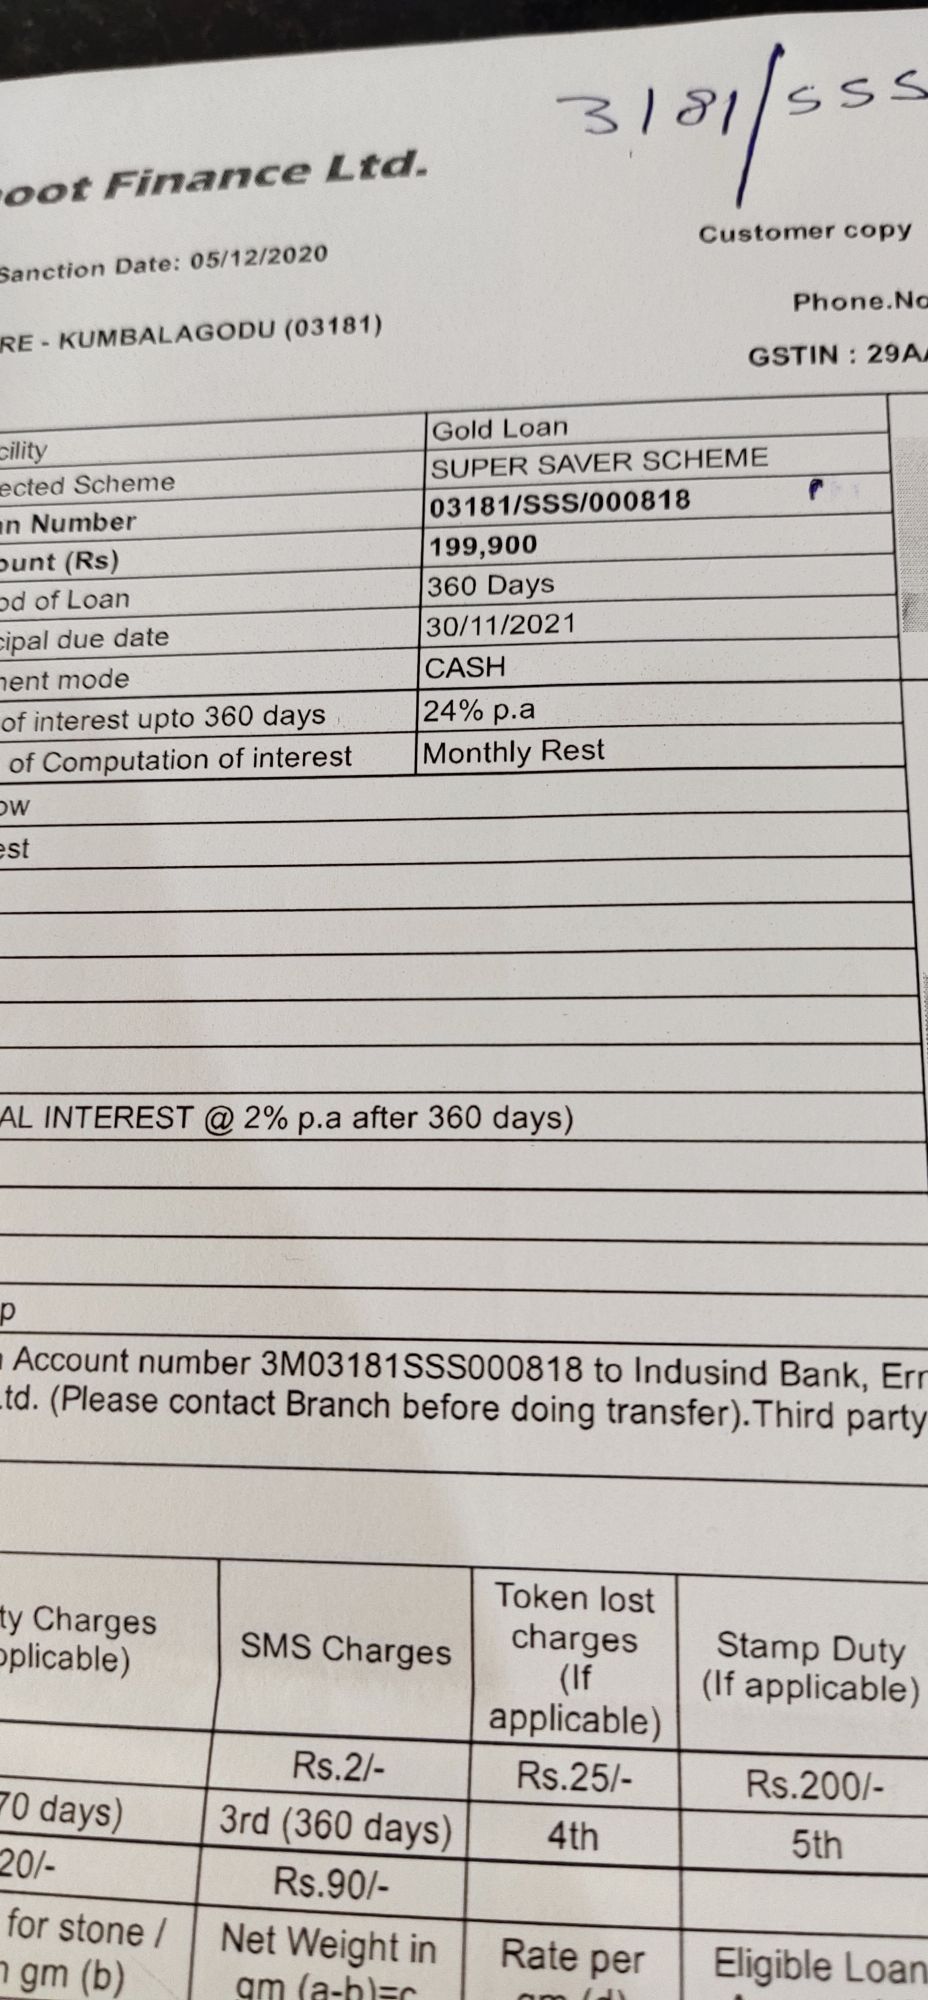 3181/SSS
oot Finance Ltd.
Sanction Date: 05/12/2020
Customer copy
RE - KUMBALAGODU (03181)
Phone.No
GSTIN : 29A
cility Gold Loan
ected Scheme SUPER SAVER SCHEME
an Number 03181/SSS/000818
ount (Rs) 199,900
od of Loan 360 Days
cipal due date 30/11/2021
ment mode CASH
of interest upto 360 days 24% p.a
of Computation of interest Monthly Rest
ow
est
AL INTEREST @ 2% p.a after 360 days)
p
Account number 3M03181SSS000818 to Indusind Bank, Err
Ltd. (Please contact Branch before doing transfer).Third party
ty Charges
pplicable)
SMS Charges
Token lost
charges
(If
applicable)
Stamp Duty
(If applicable)
Rs.2/- Rs.25/- Rs.200/-
70 days) 3rd (360 days) 4th 5th
20/- Rs.90/-
for stone /
gm (b)
Net Weight in
gm (a-b)=c
Rate per
gm (d)
Eligible Loan